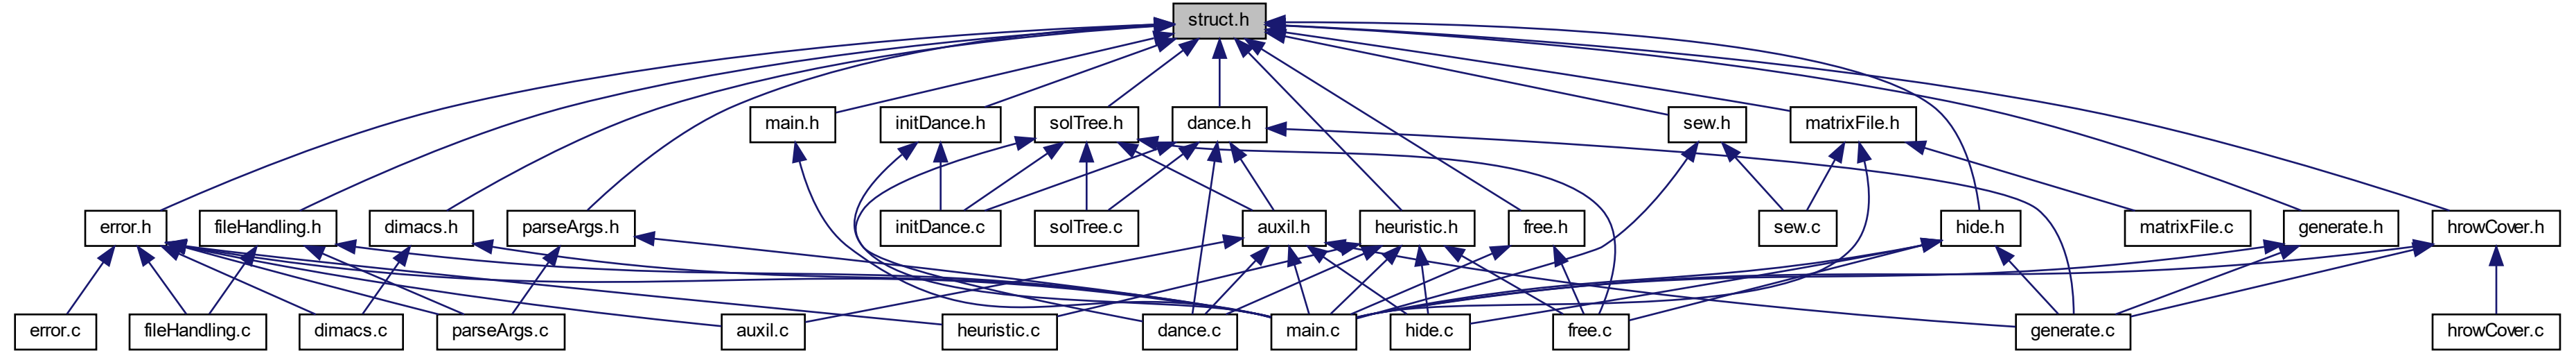 struct.h
main.h
initDance.h
solTree.h
dance.h
sew.h
matrixFile.h
error.h
fileHandling.h
dimacs.h
parseArgs.h
initDance.c
solTree.c
auxil.h
heuristic.h
free.h
sew.c
hide.h
matrixFile.c
generate.h
hrowCover.h
error.c
fileHandling.c
dimacs.c
parseArgs.c
auxil.c
heuristic.c
dance.c
main.c
hide.c
free.c
generate.c
hrowCover.c